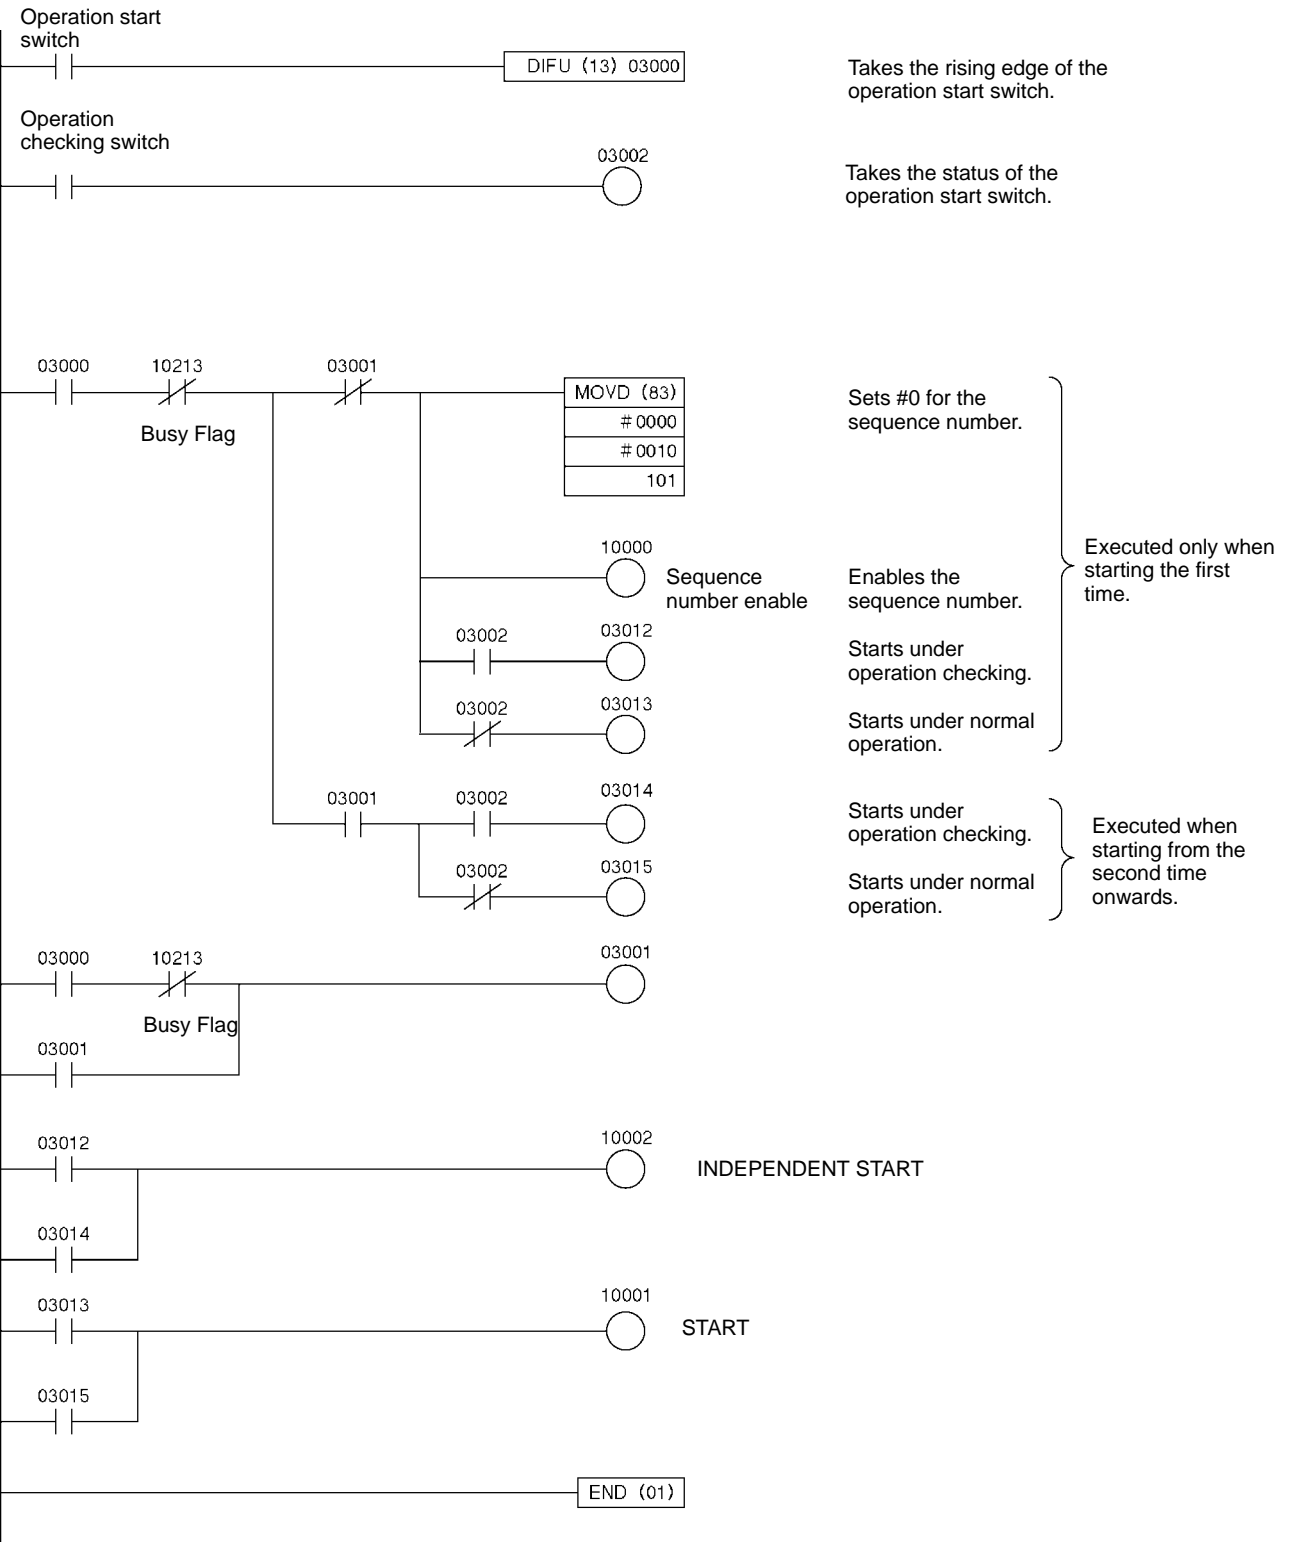 Operation start
switch
DIFU (13) 03000
Takes the rising edge of the
operation start switch.
Operation
checking switch
03002
Takes the status of the
operation start switch.
03000
10213
03001
MOVD (83)
Busy Flag
#0000
#0010
101
Sets #0 for the
sequence number.
10000
Sequence
number enable
Enables the
sequence number.
Executed only when
starting the first
time.
03002
03012
Starts under
operation checking.
03002
03013
Starts under normal
operation.
03001
03002
03014
Starts under
operation checking.
03002
03015
Starts under normal
operation.
Executed when
starting from the
second time
onwards.
03000
10213
03001
Busy Flag
03001
03012
10002
INDEPENDENT START
03014
03013
10001
START
03015
END (01)